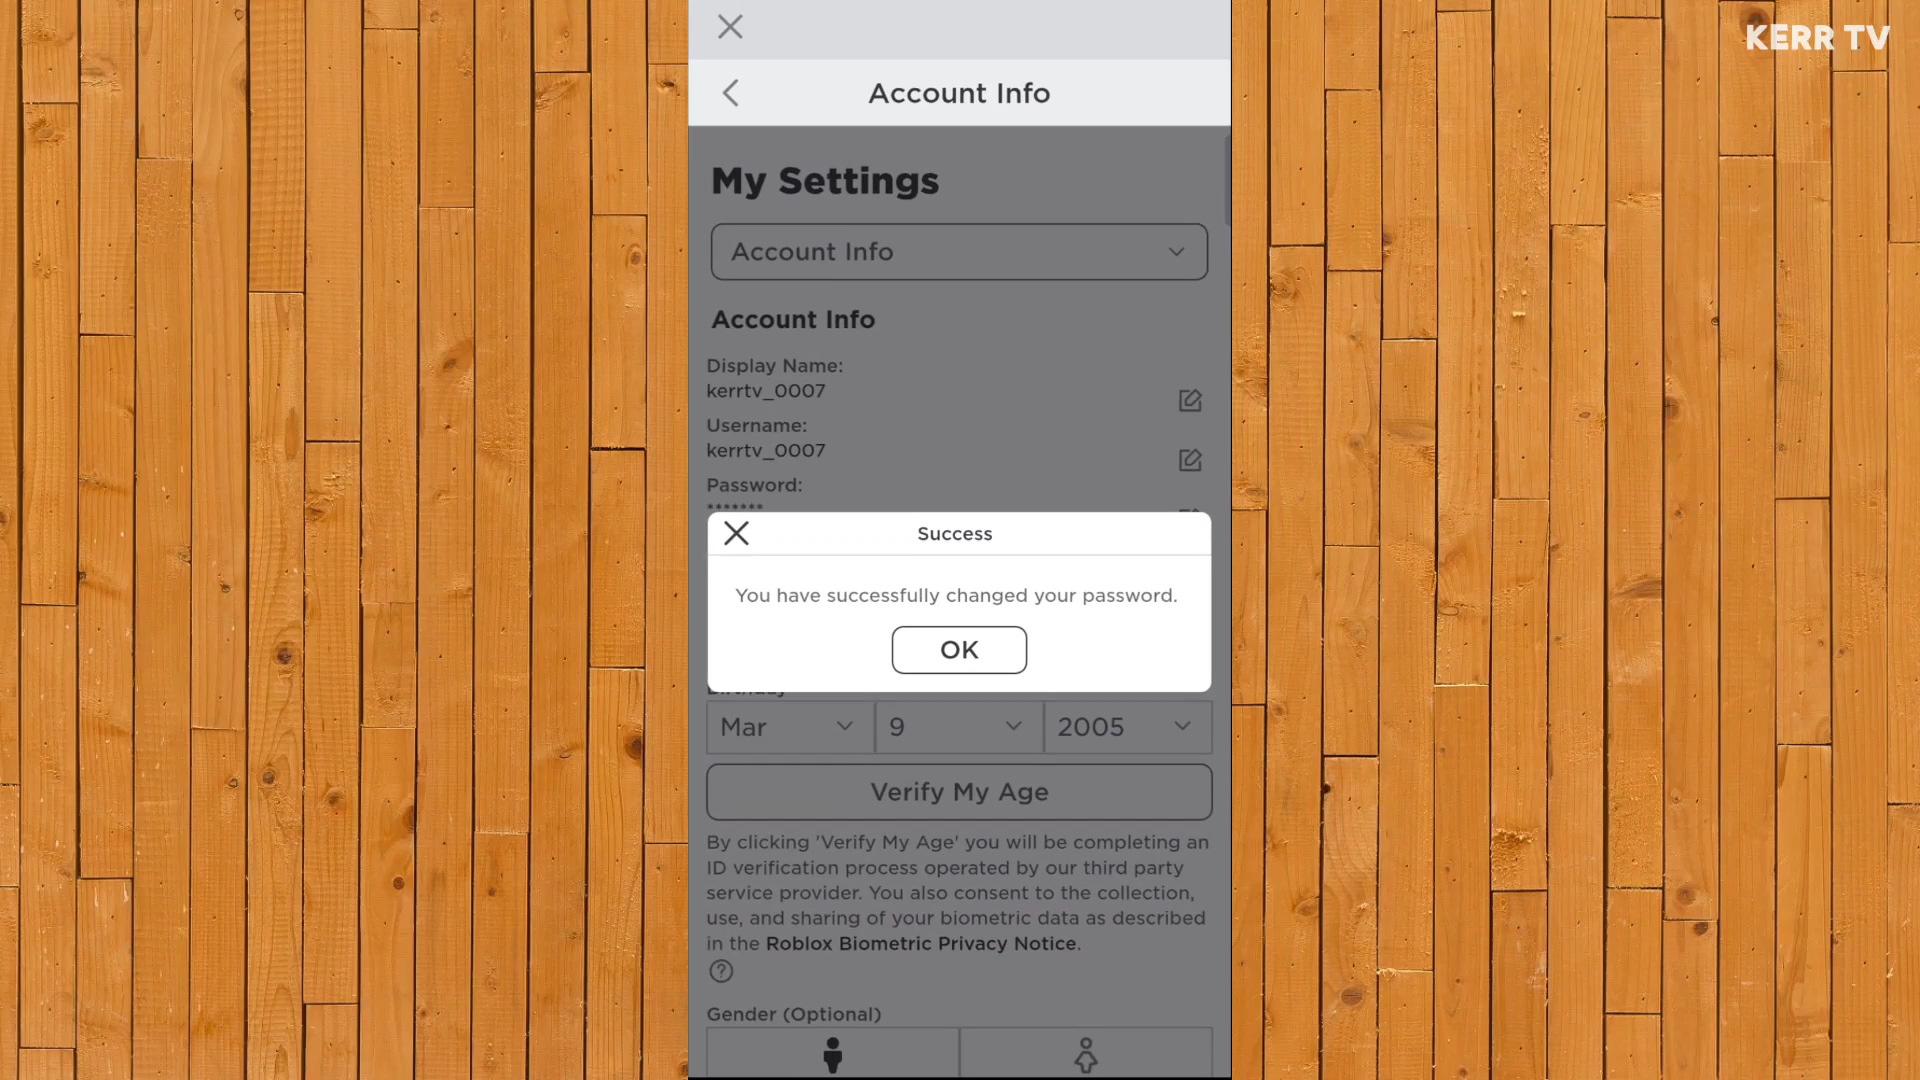 KERR TV
Account Info
My Settings
Account Info
Account Info
Display Name:
kerrtv_0007
Username:
kerrtv_0007
Password:
*******
Success
You have successfully changed your password.
OK
Birthday
Mar 9 2005
Verify My Age
By clicking 'Verify My Age' you will be completing an
ID verification process operated by our third party
service provider. You also consent to the collection,
use, and sharing of your biometric data as described
in the Roblox Biometric Privacy Notice.
?
Gender (Optional)